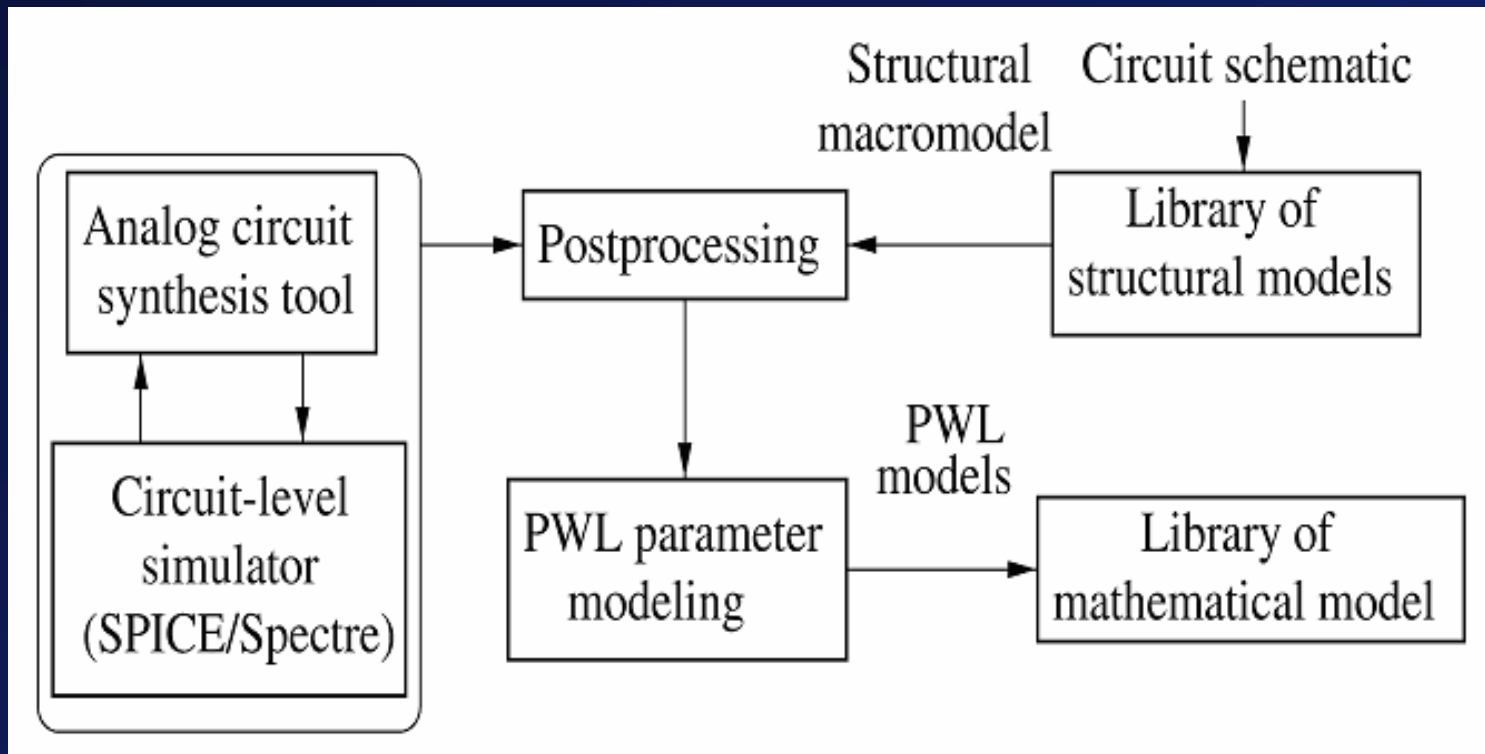 Structural
macromodel
Circuit schematic
Analog circuit
synthesis tool
Postprocessing
Library of
structural models
Circuit-level
simulator
(SPICE/Spectre)
PWL parameter
modeling
PWL
models
Library of
mathematical model